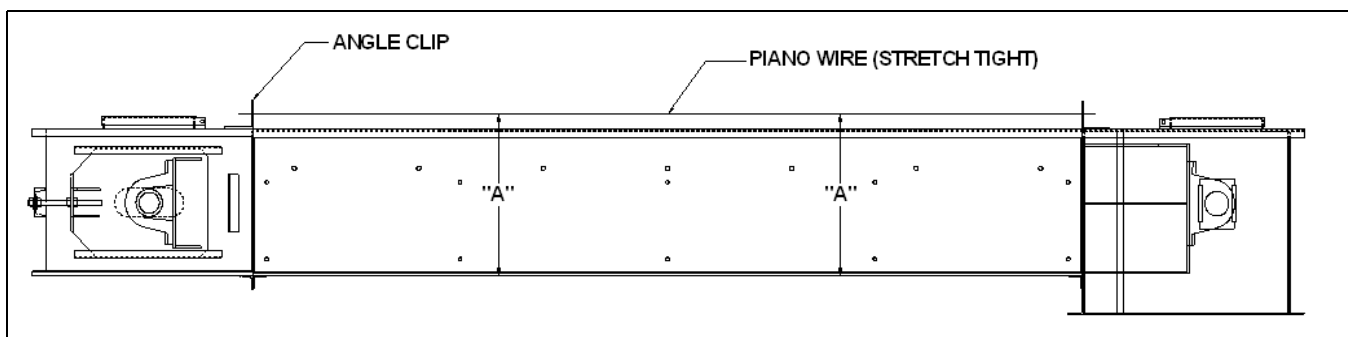 ANGLE CLIP
PIANO WIRE (STRETCH TIGHT)
"A"
"A"